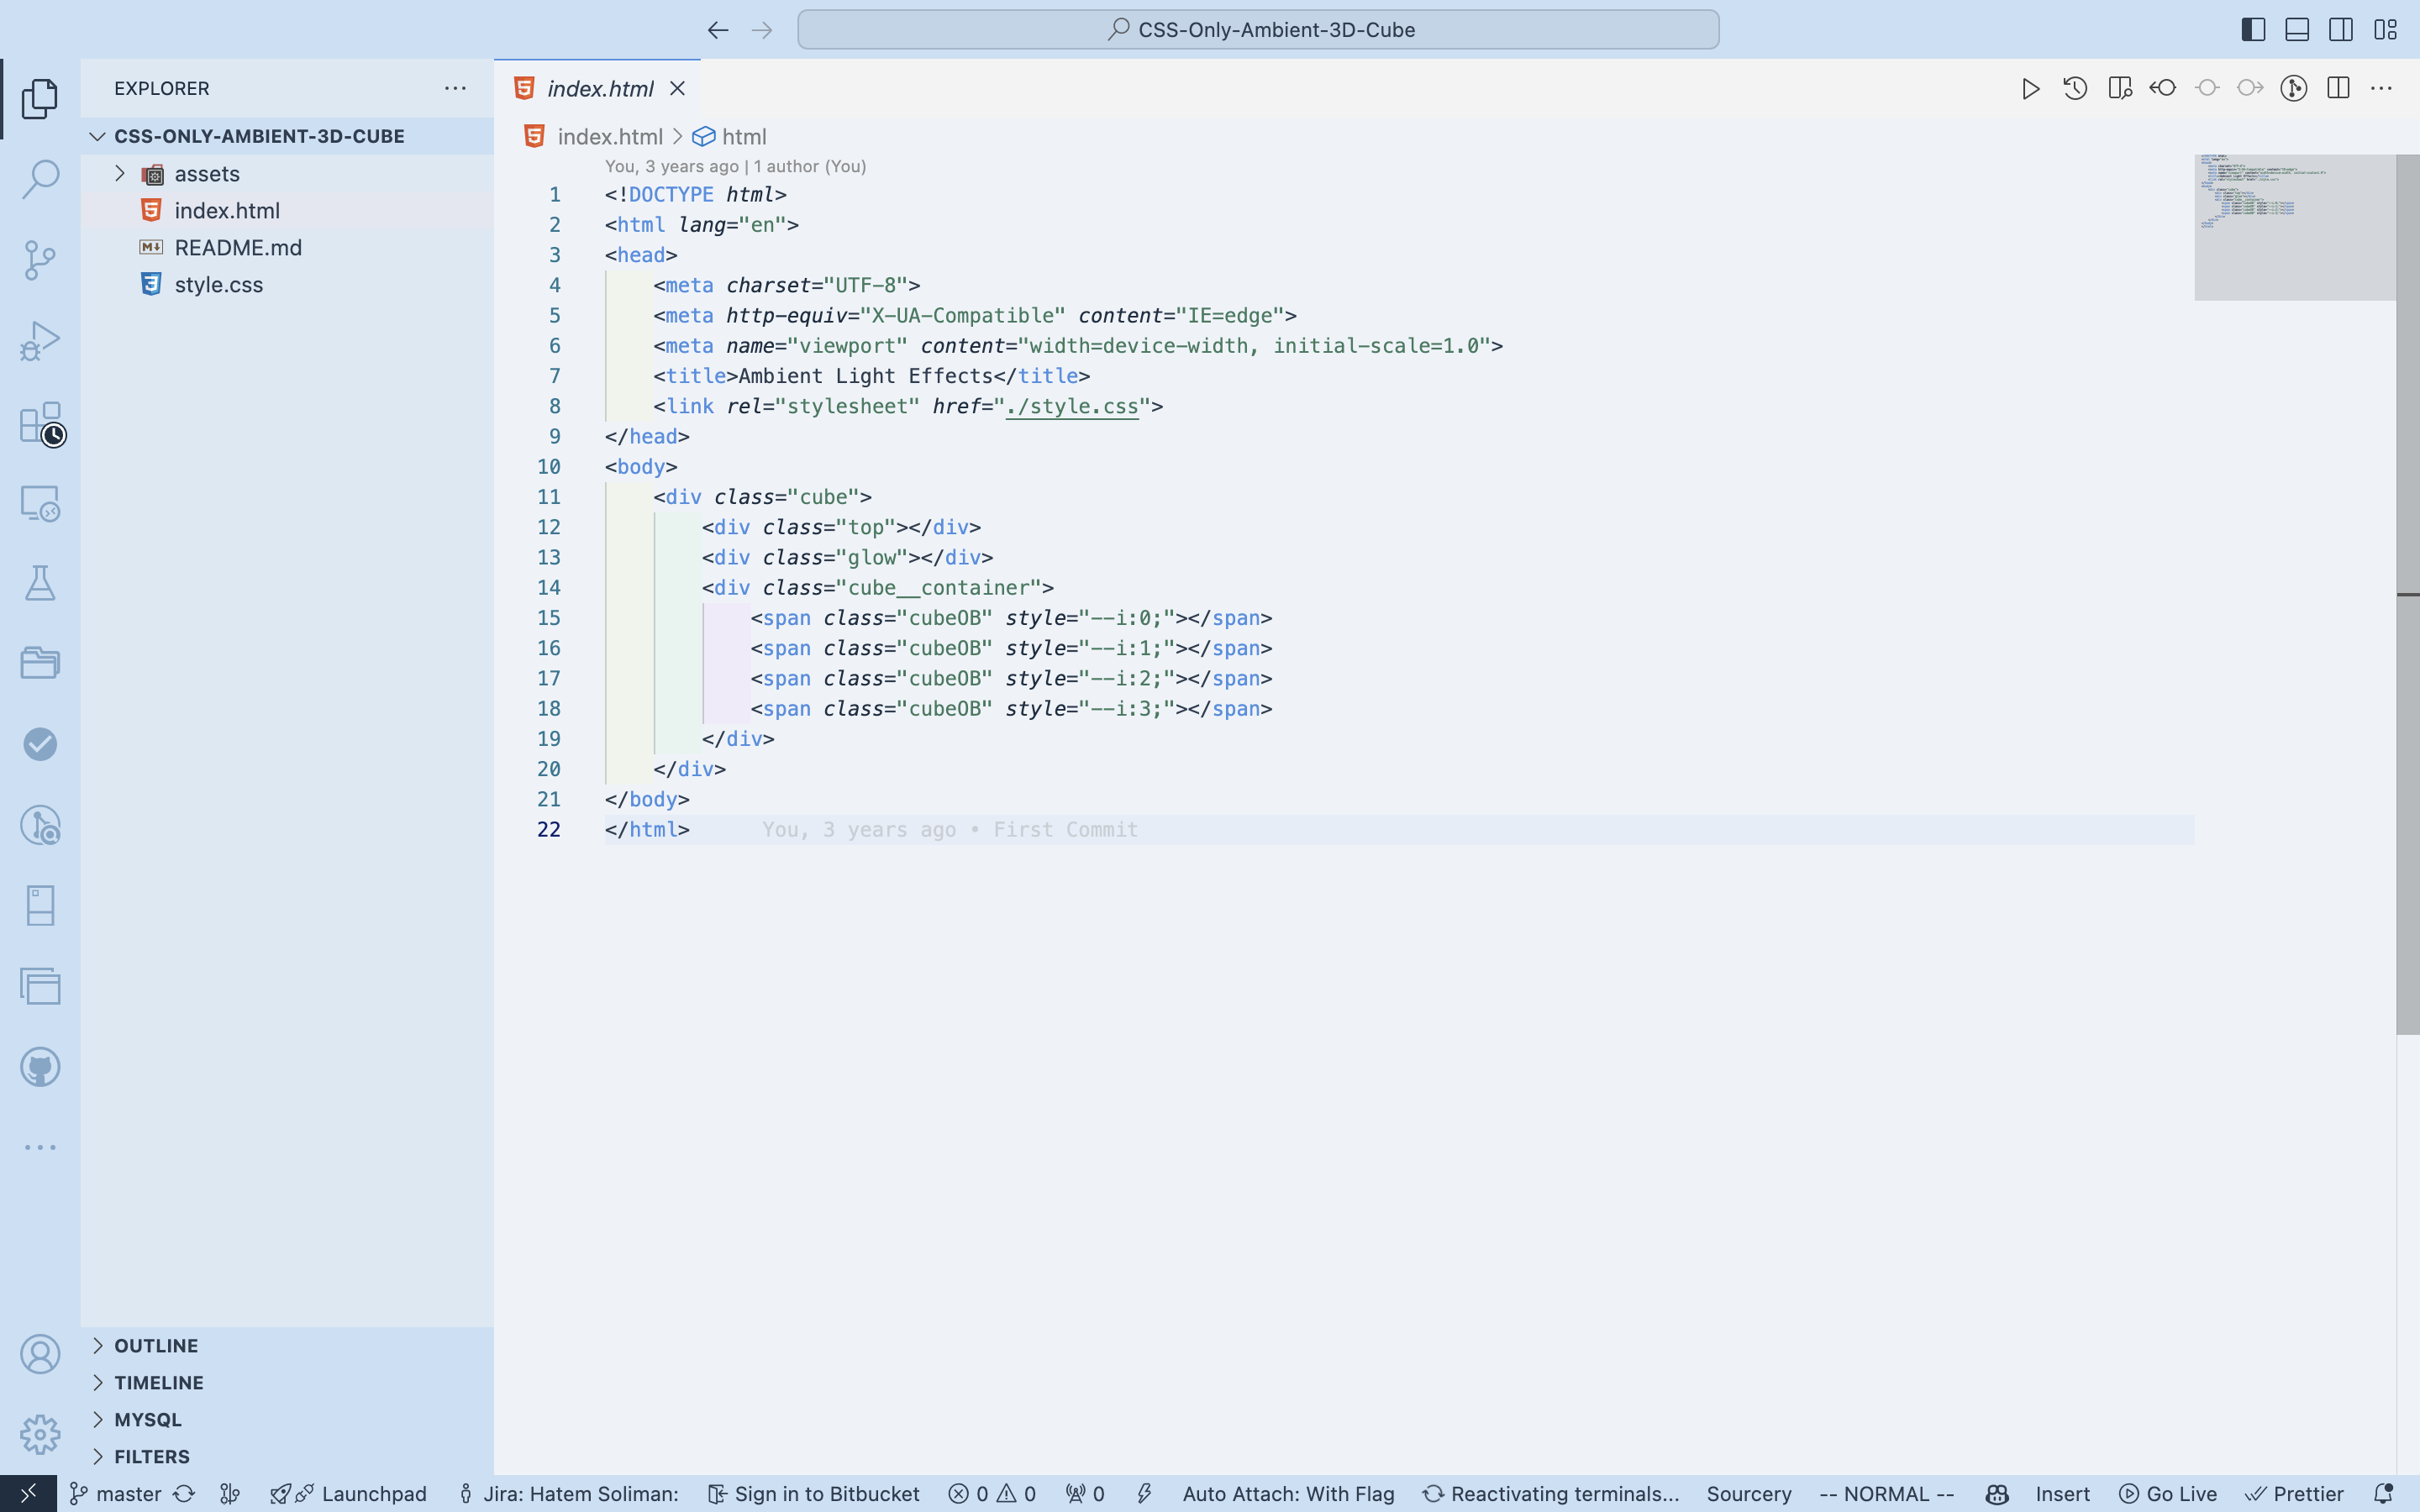 CSS-Only-Ambient-3D-Cube
EXPLORER
CSS-ONLY-AMBIENT-3D-CUBE
assets
index.html
README.md
style.css
OUTLINE
TIMELINE
MYSQL
FILTERS
index.html
index.html > html
You, 3 years ago | 1 author (You)
1 <!DOCTYPE html>
2 <html lang="en">
3 <head>
4 <meta charset="UTF-8">
5 <meta http-equiv="X-UA-Compatible" content="IE=edge">
6 <meta name="viewport" content="width=device-width, initial-scale=1.0">
7 <title>Ambient Light Effects</title>
8 <link rel="stylesheet" href="./style.css">
9 </head>
10 <body>
11 <div class="cube">
12 <div class="top"></div>
13 <div class="glow"></div>
14 <div class="cube__container">
15 <span class="cubeOB" style="--i:0;"></span>
16 <span class="cubeOB" style="--i:1;"></span>
17 <span class="cubeOB" style="--i:2;"></span>
18 <span class="cubeOB" style="--i:3;"></span>
19 </div>
20 </div>
21 </body>
22 </html> You, 3 years ago • First Commit
master Launchpad Jira: Hatem Soliman: Sign in to Bitbucket 0 0 0 Auto Attach: With Flag Reactivating terminals... Sourcery -- NORMAL -- Insert Go Live Prettier